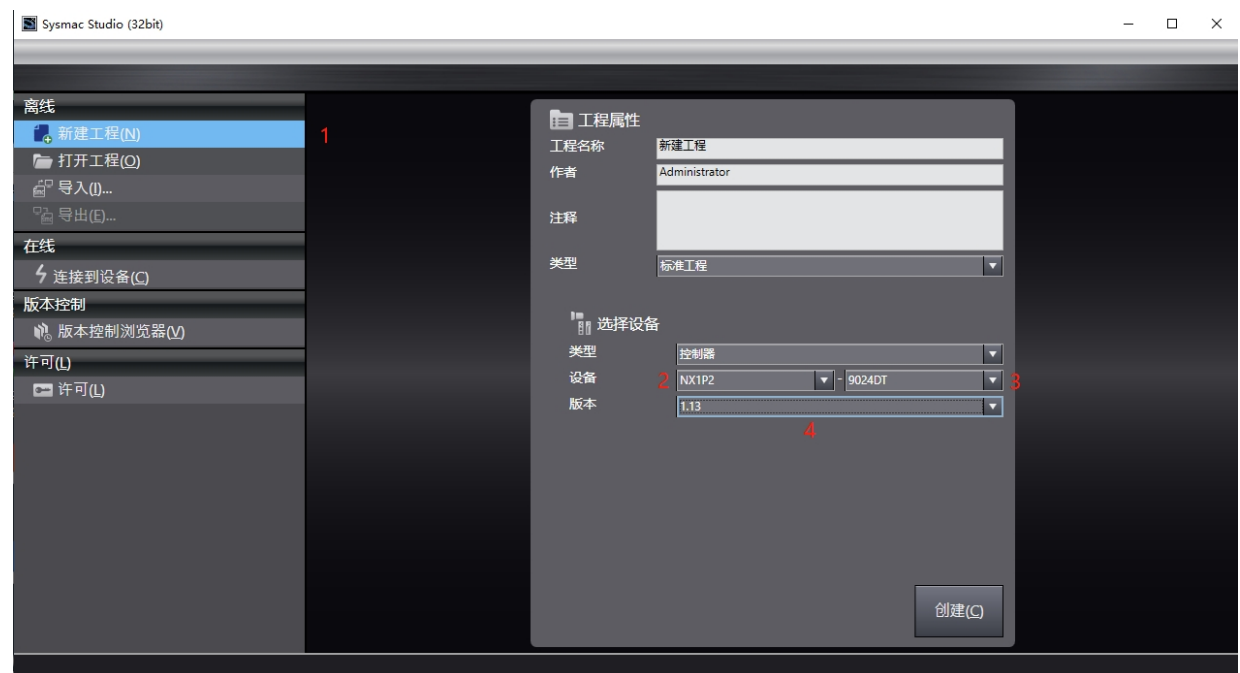 Sysmac Studio (32bit)
离线
新建工程(N)
1
打开工程(O)
导入(I)...
导出(E)...
在线
连接到设备(C)
版本控制
版本控制浏览器(V)
许可(L)
许可(L)
工程属性
工程名称 新建工程
作者 Administrator
注释
类型 标准工程
选择设备
类型 控制器
设备 2 NX1P2 - 9024DT 3
版本 1.13
4
创建(C)